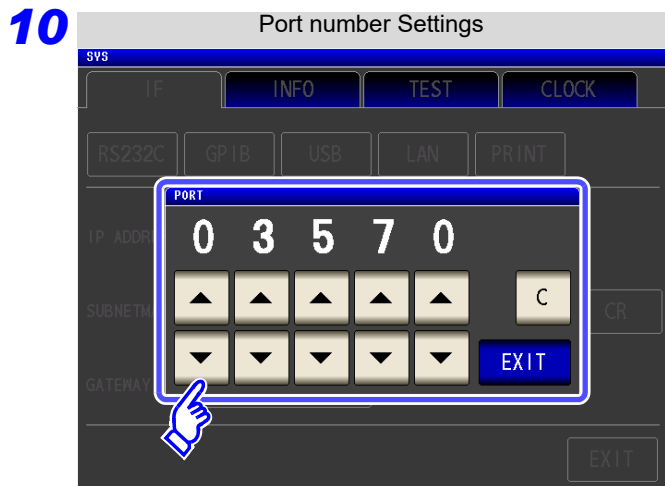 10
Port number Settings
SYS
IF INFO TEST CLOCK
RS232C GPIB USB LAN PRINT
PORT
IP ADDR 0 3 5 7 0
SUBNETM C CR
GATEWAY EXIT
EXIT